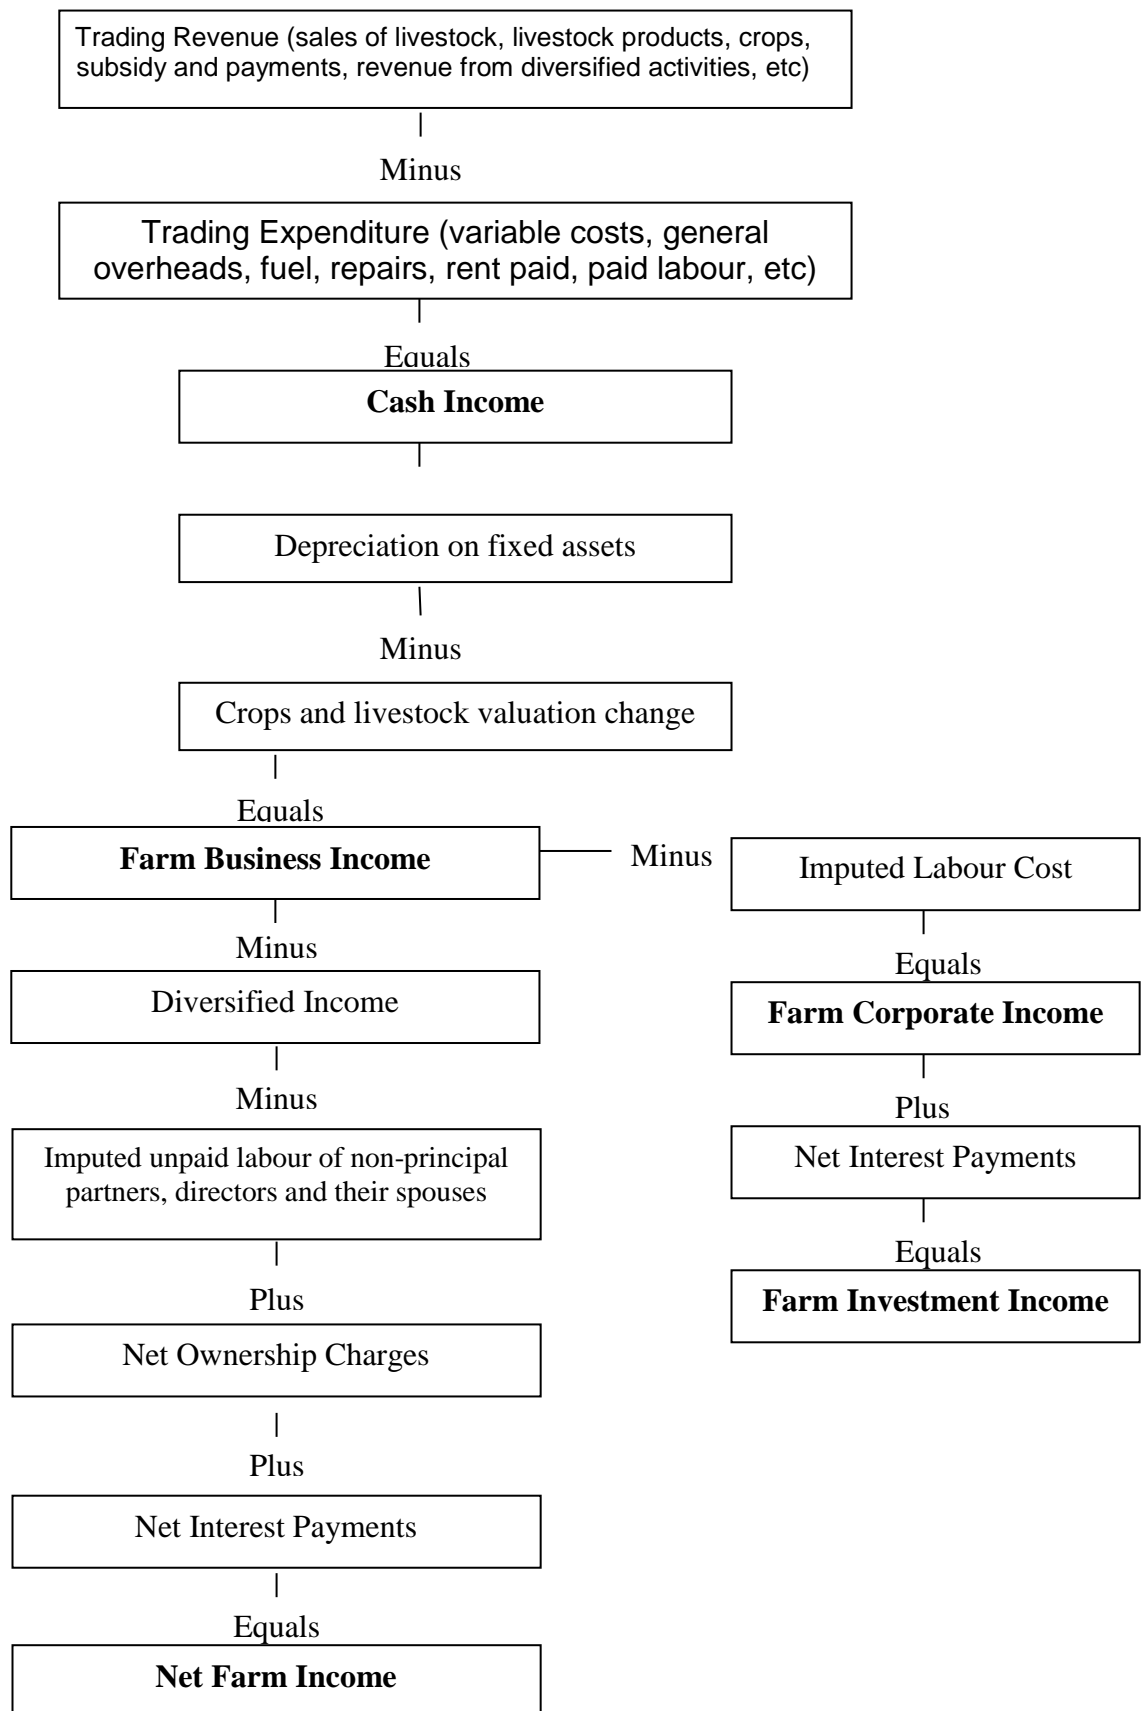 Trading Revenue (sales of livestock, livestock products, crops,
subsidy and payments, revenue from diversified activities, etc)
Minus
Trading Expenditure (variable costs, general
overheads, fuel, repairs, rent paid, paid labour, etc)
Equals
Cash Income
Depreciation on fixed assets
Minus
Crops and livestock valuation change
Equals
Farm Business Income
Minus
Diversified Income
Minus
Imputed unpaid labour of non-principal
partners, directors and their spouses
Plus
Net Ownership Charges
Plus
Net Interest Payments
Equals
Net Farm Income
Minus
Imputed Labour Cost
Equals
Farm Corporate Income
Plus
Net Interest Payments
Equals
Farm Investment Income